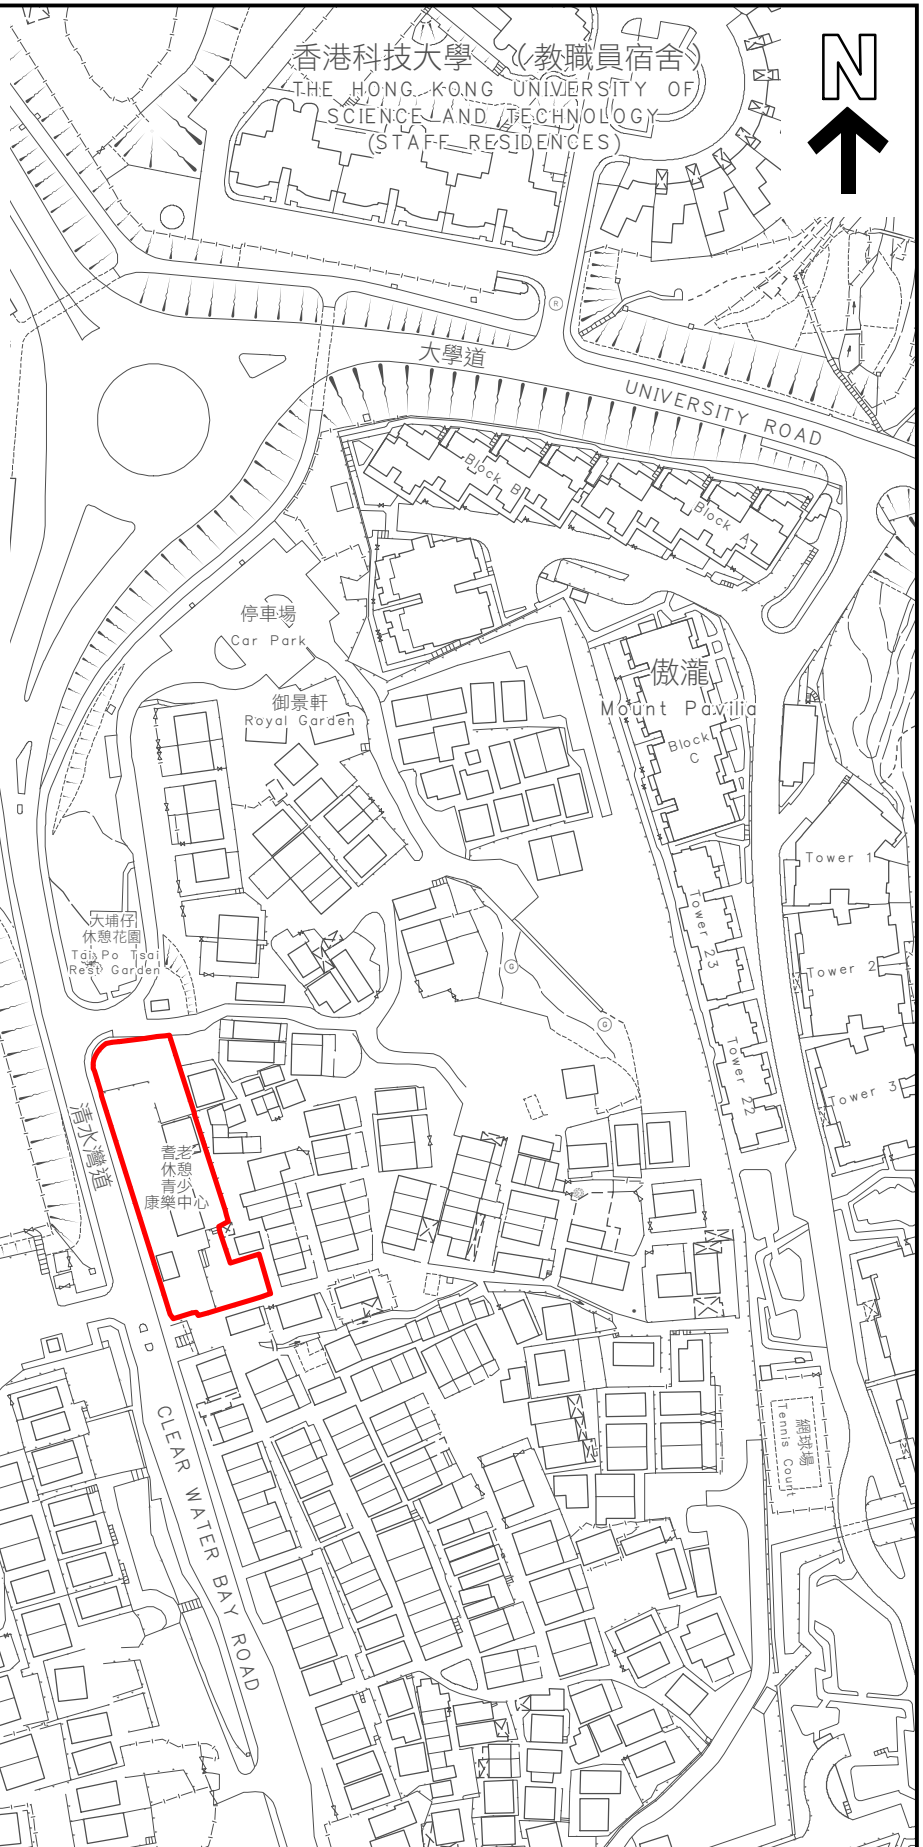 香港科技大學 (教職員宿舍)
THE HONG KONG UNIVERSITY OF
SCIENCE AND TECHNOLOGY
(STAFF RESIDENCES)
N
R
大學道
UNIVERSITY ROAD
Block B
Block A
停車場
Car Park
傲瀧
Mount Pavilia
御景軒
Royal Garden
Block
C
Tower 1
大埔仔
休憩花園
Tai Po Tsai
Rest Garden
Tower 23
Tower 2
G
G
Tower 22
Tower 3
清水灣道
耆老
休憩
青少
康樂中心
網球場
Tennis Court
CLEAR WATER BAY ROAD